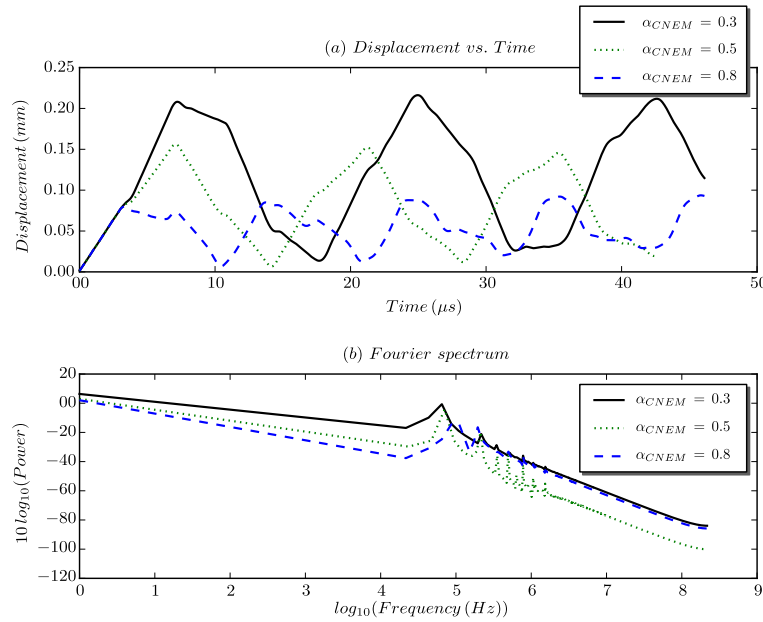 (a) Displacement vs. Time
α_CNEM = 0.3
α_CNEM = 0.5
α_CNEM = 0.8
Displacement (mm)
0.25
0.20
0.15
0.10
0.05
0.00
00 10 20 30 40 50
Time (μs)
(b) Fourier spectrum
α_CNEM = 0.3
α_CNEM = 0.5
α_CNEM = 0.8
10 log₁₀(Power)
20
00
−20
−40
−60
−80
−100
−120
0 1 2 3 4 5 6 7 8 9
log₁₀(Frequency (Hz))